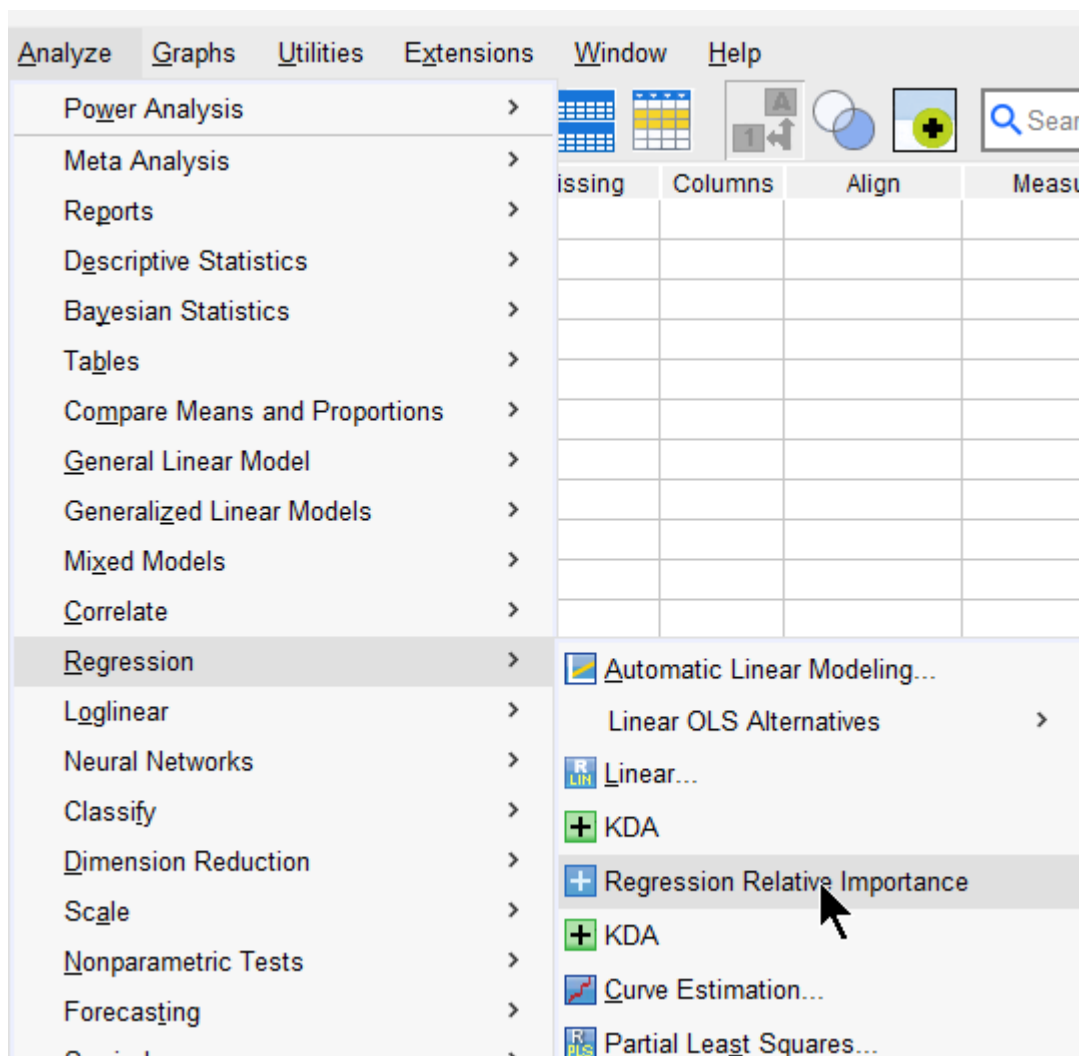 Analyze Graphs Utilities Extensions Window Help
Power Analysis
Sear
Meta Analysis
issing Columns Align Measu
Reports
Descriptive Statistics
Bayesian Statistics
Tables
Compare Means and Proportions
General Linear Model
Generalized Linear Models
Mixed Models
Correlate
Regression
Loglinear
Neural Networks
Classify
Dimension Reduction
Scale
Nonparametric Tests
Forecasting
Automatic Linear Modeling...
Linear OLS Alternatives
Linear...
KDA
Regression Relative Importance
KDA
Curve Estimation...
Partial Least Squares...